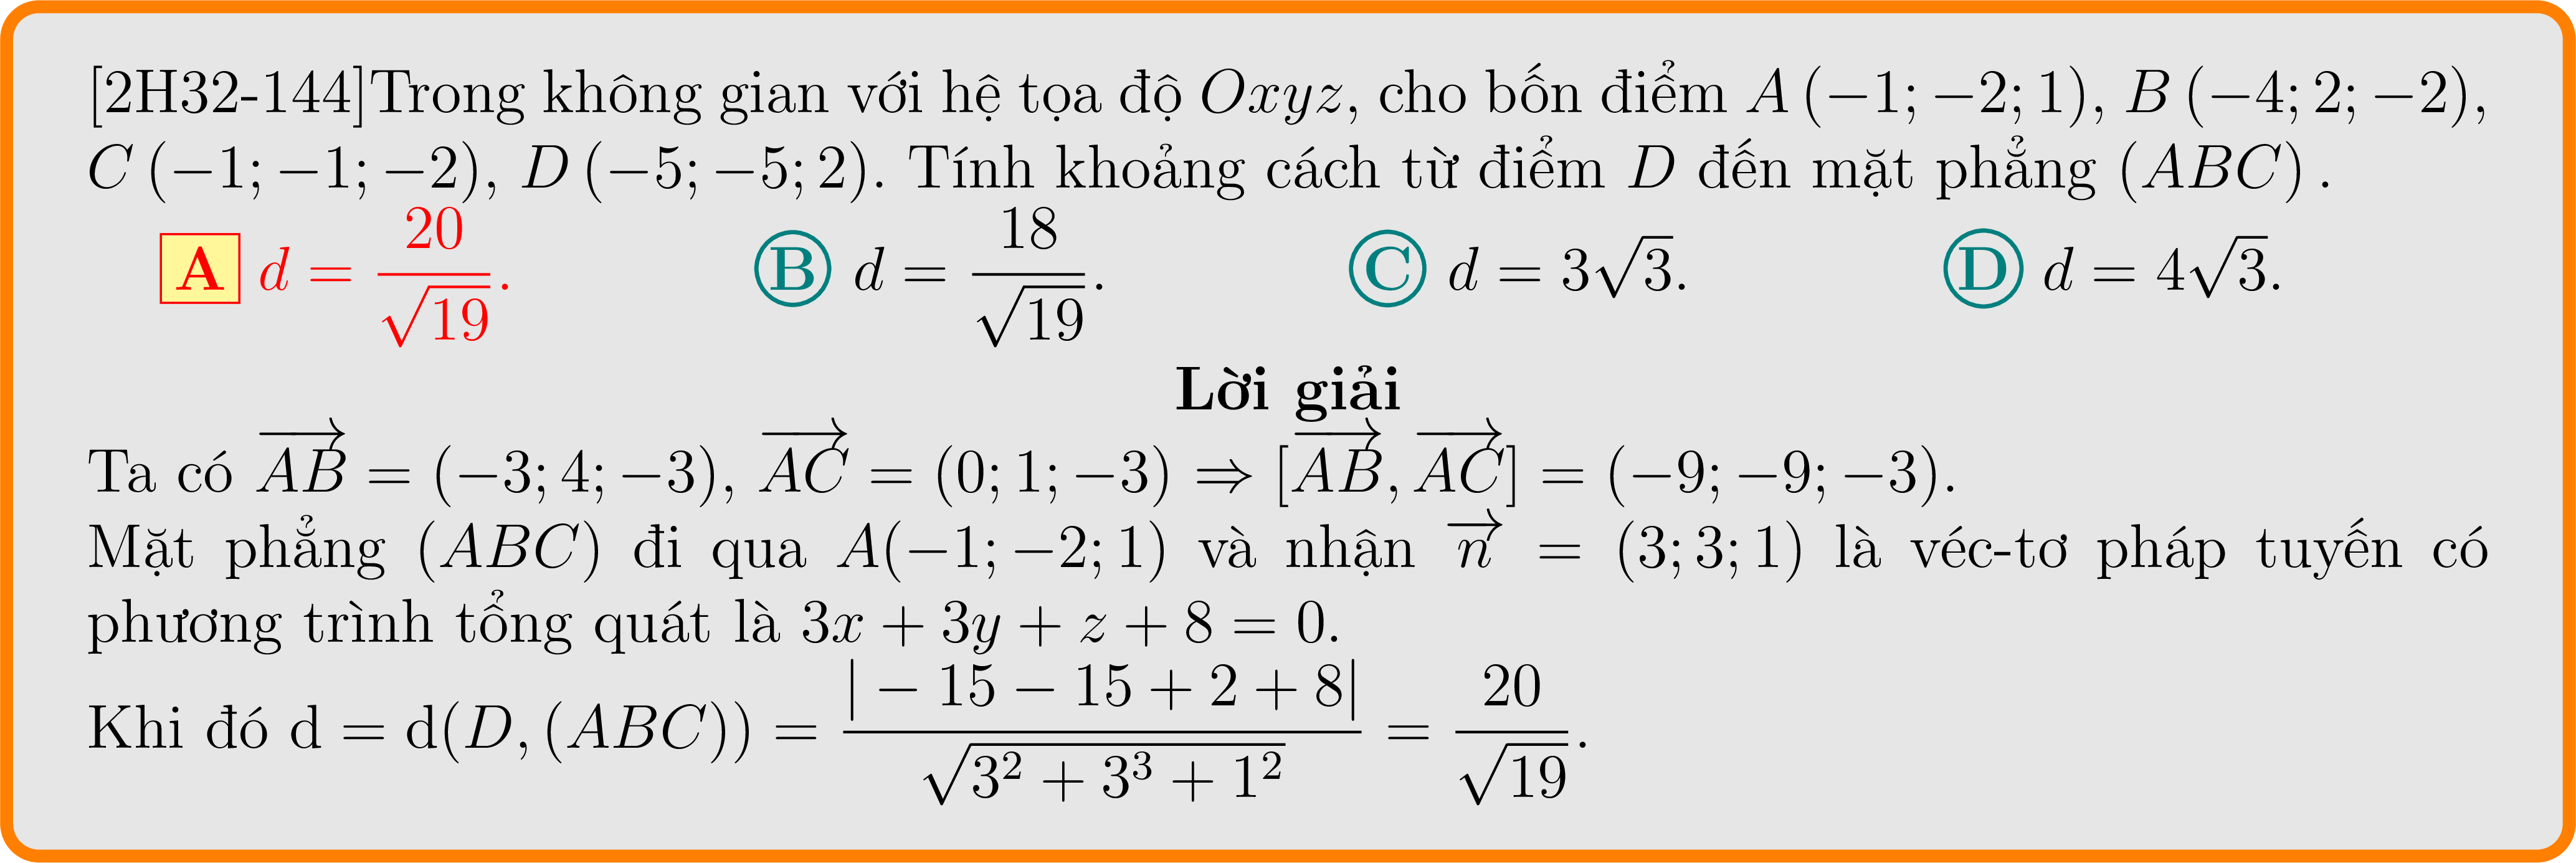 [2H32-144]Trong không gian với hệ tọa độ Oxyz, cho bốn điểm A (−1; −2; 1), B (−4; 2; −2),
C (−1; −1; −2), D (−5; −5; 2). Tính khoảng cách từ điểm D đến mặt phẳng (ABC) .
A d = \frac{20}{\sqrt{19}}. B d = \frac{18}{\sqrt{19}}. C d = 3\sqrt{3}. D d = 4\sqrt{3}.
Lời giải
Ta có \overrightarrow{AB} = (−3; 4; −3), \overrightarrow{AC} = (0; 1; −3) ⇒ [\overrightarrow{AB}, \overrightarrow{AC}] = (−9; −9; −3).
Mặt phẳng (ABC) đi qua A(−1; −2; 1) và nhận \overrightarrow{n} = (3; 3; 1) là véc-tơ pháp tuyến có
phương trình tổng quát là 3x + 3y + z + 8 = 0.
Khi đó d = d(D, (ABC)) = \frac{| − 15 − 15 + 2 + 8|}{\sqrt{3^2 + 3^3 + 1^2}} = \frac{20}{\sqrt{19}}.